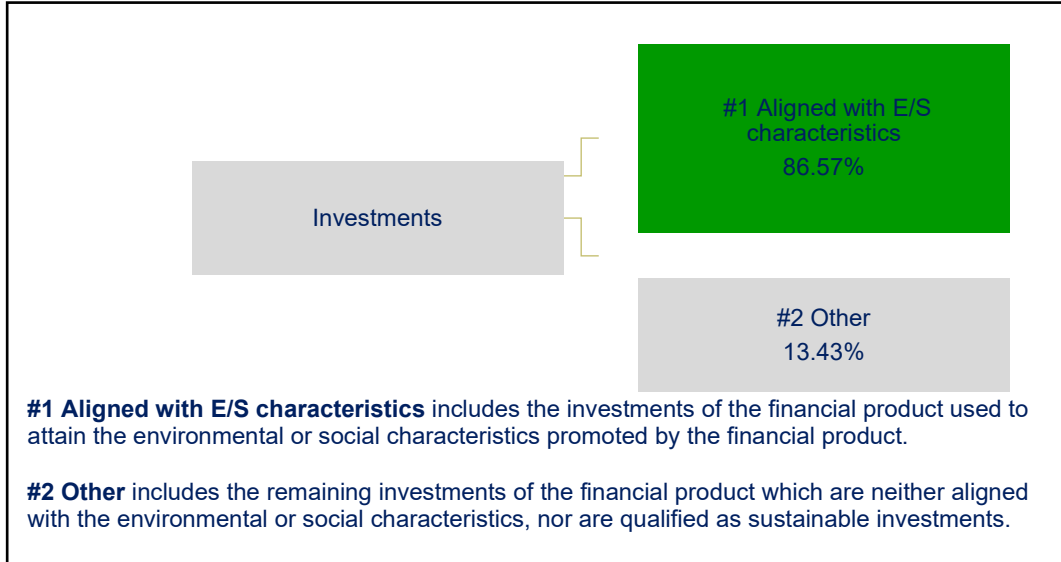 #1 Aligned with E/S
characteristics
86.57%
Investments
#2 Other
13.43%
#1 Aligned with E/S characteristics includes the investments of the financial product used to
attain the environmental or social characteristics promoted by the financial product.
#2 Other includes the remaining investments of the financial product which are neither aligned
with the environmental or social characteristics, nor are qualified as sustainable investments.